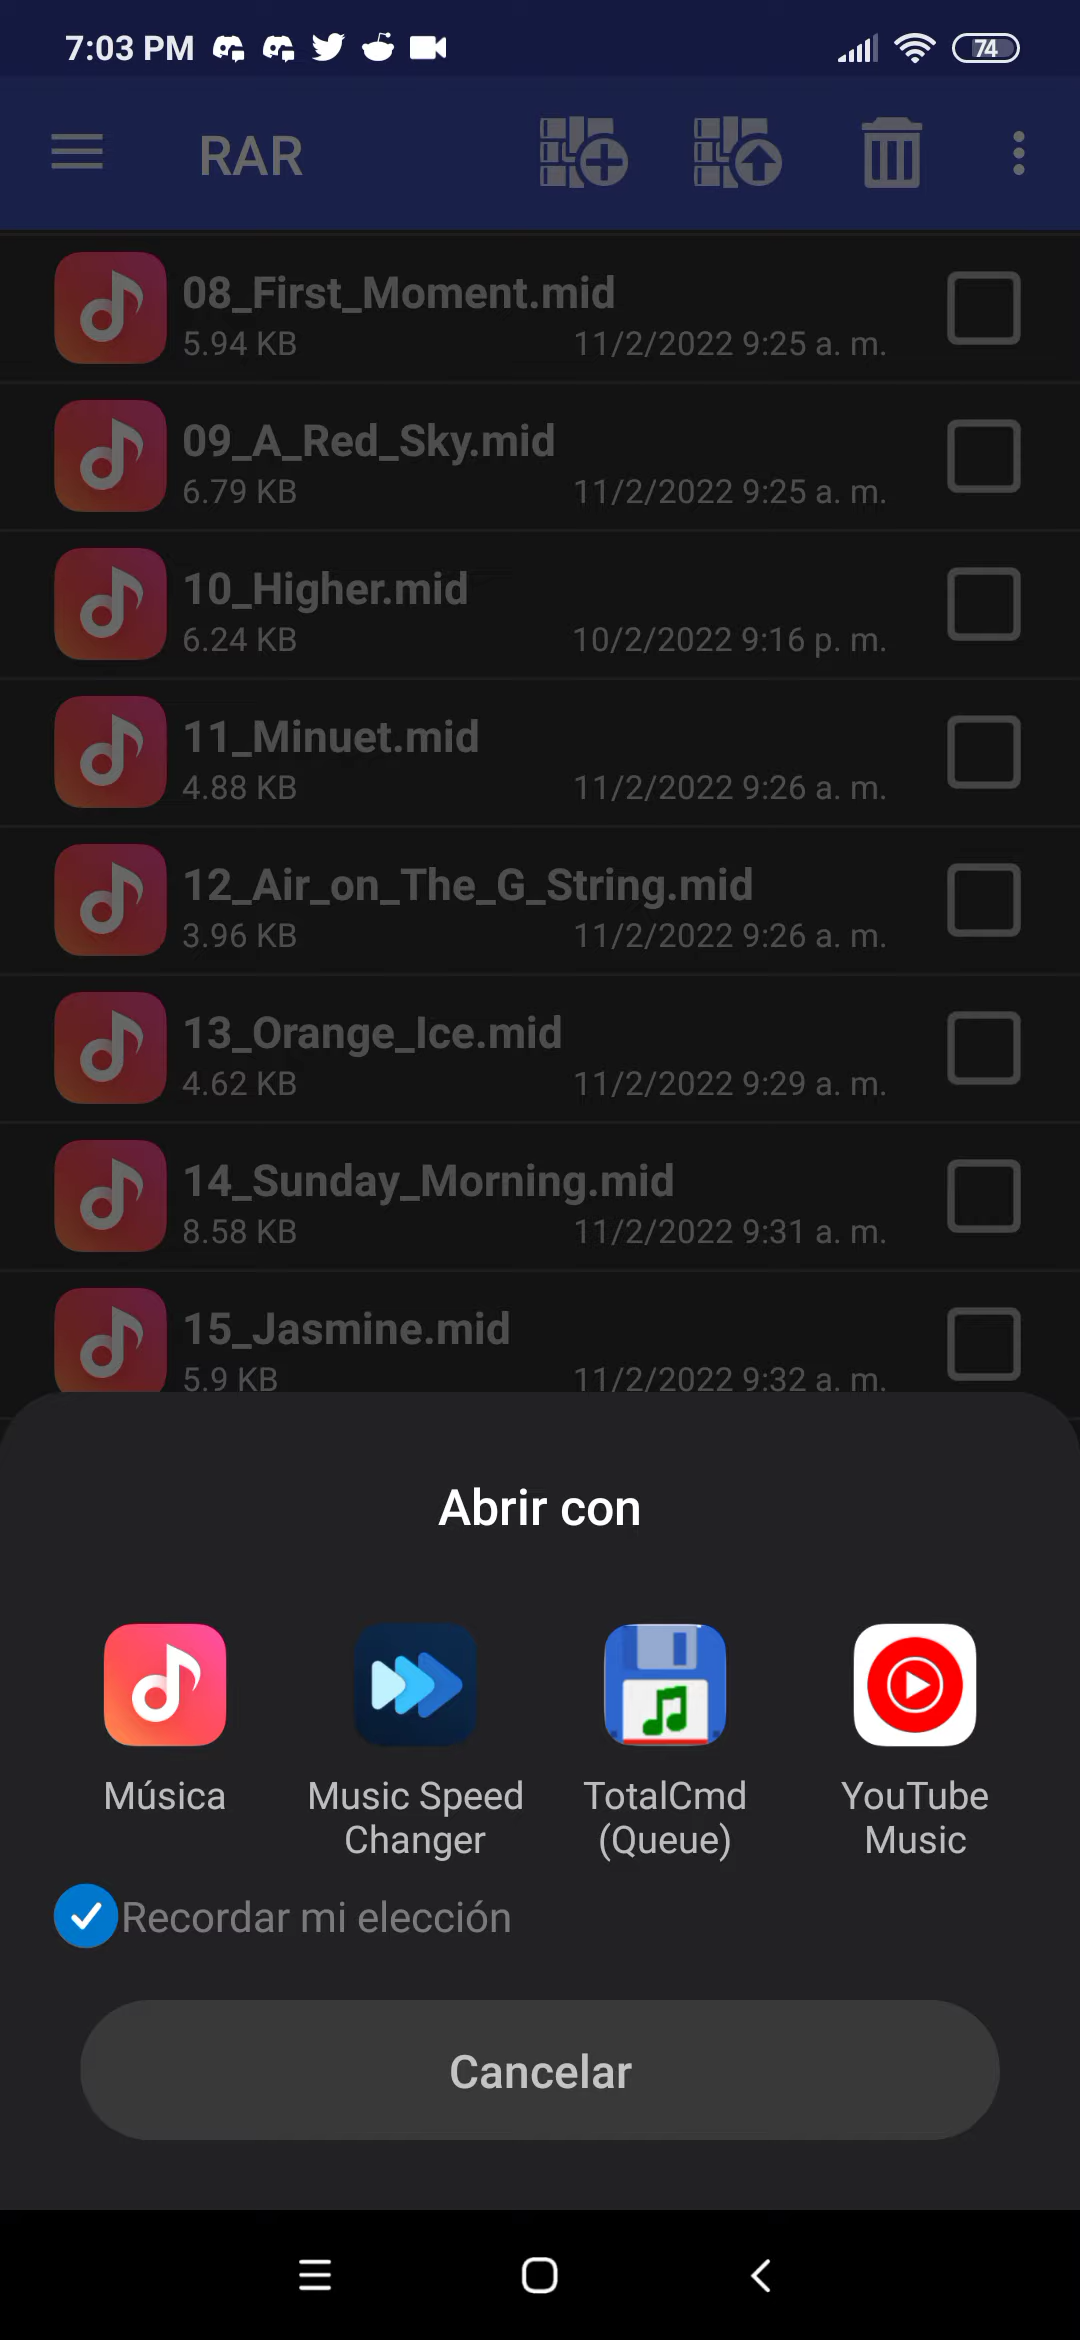 7:03 PM 74
RAR
08_First_Moment.mid
5.94 KB 11/2/2022 9:25 a. m.
09_A_Red_Sky.mid
6.79 KB 11/2/2022 9:25 a. m.
10_Higher.mid
6.24 KB 10/2/2022 9:16 p. m.
11_Minuet.mid
4.88 KB 11/2/2022 9:26 a. m.
12_Air_on_The_G_String.mid
3.96 KB 11/2/2022 9:26 a. m.
13_Orange_Ice.mid
4.62 KB 11/2/2022 9:29 a. m.
14_Sunday_Morning.mid
8.58 KB 11/2/2022 9:31 a. m.
15_Jasmine.mid
5.9 KB 11/2/2022 9:32 a. m.
Abrir con
Música
Music Speed
Changer
TotalCmd
(Queue)
YouTube
Music
Recordar mi elección
Cancelar